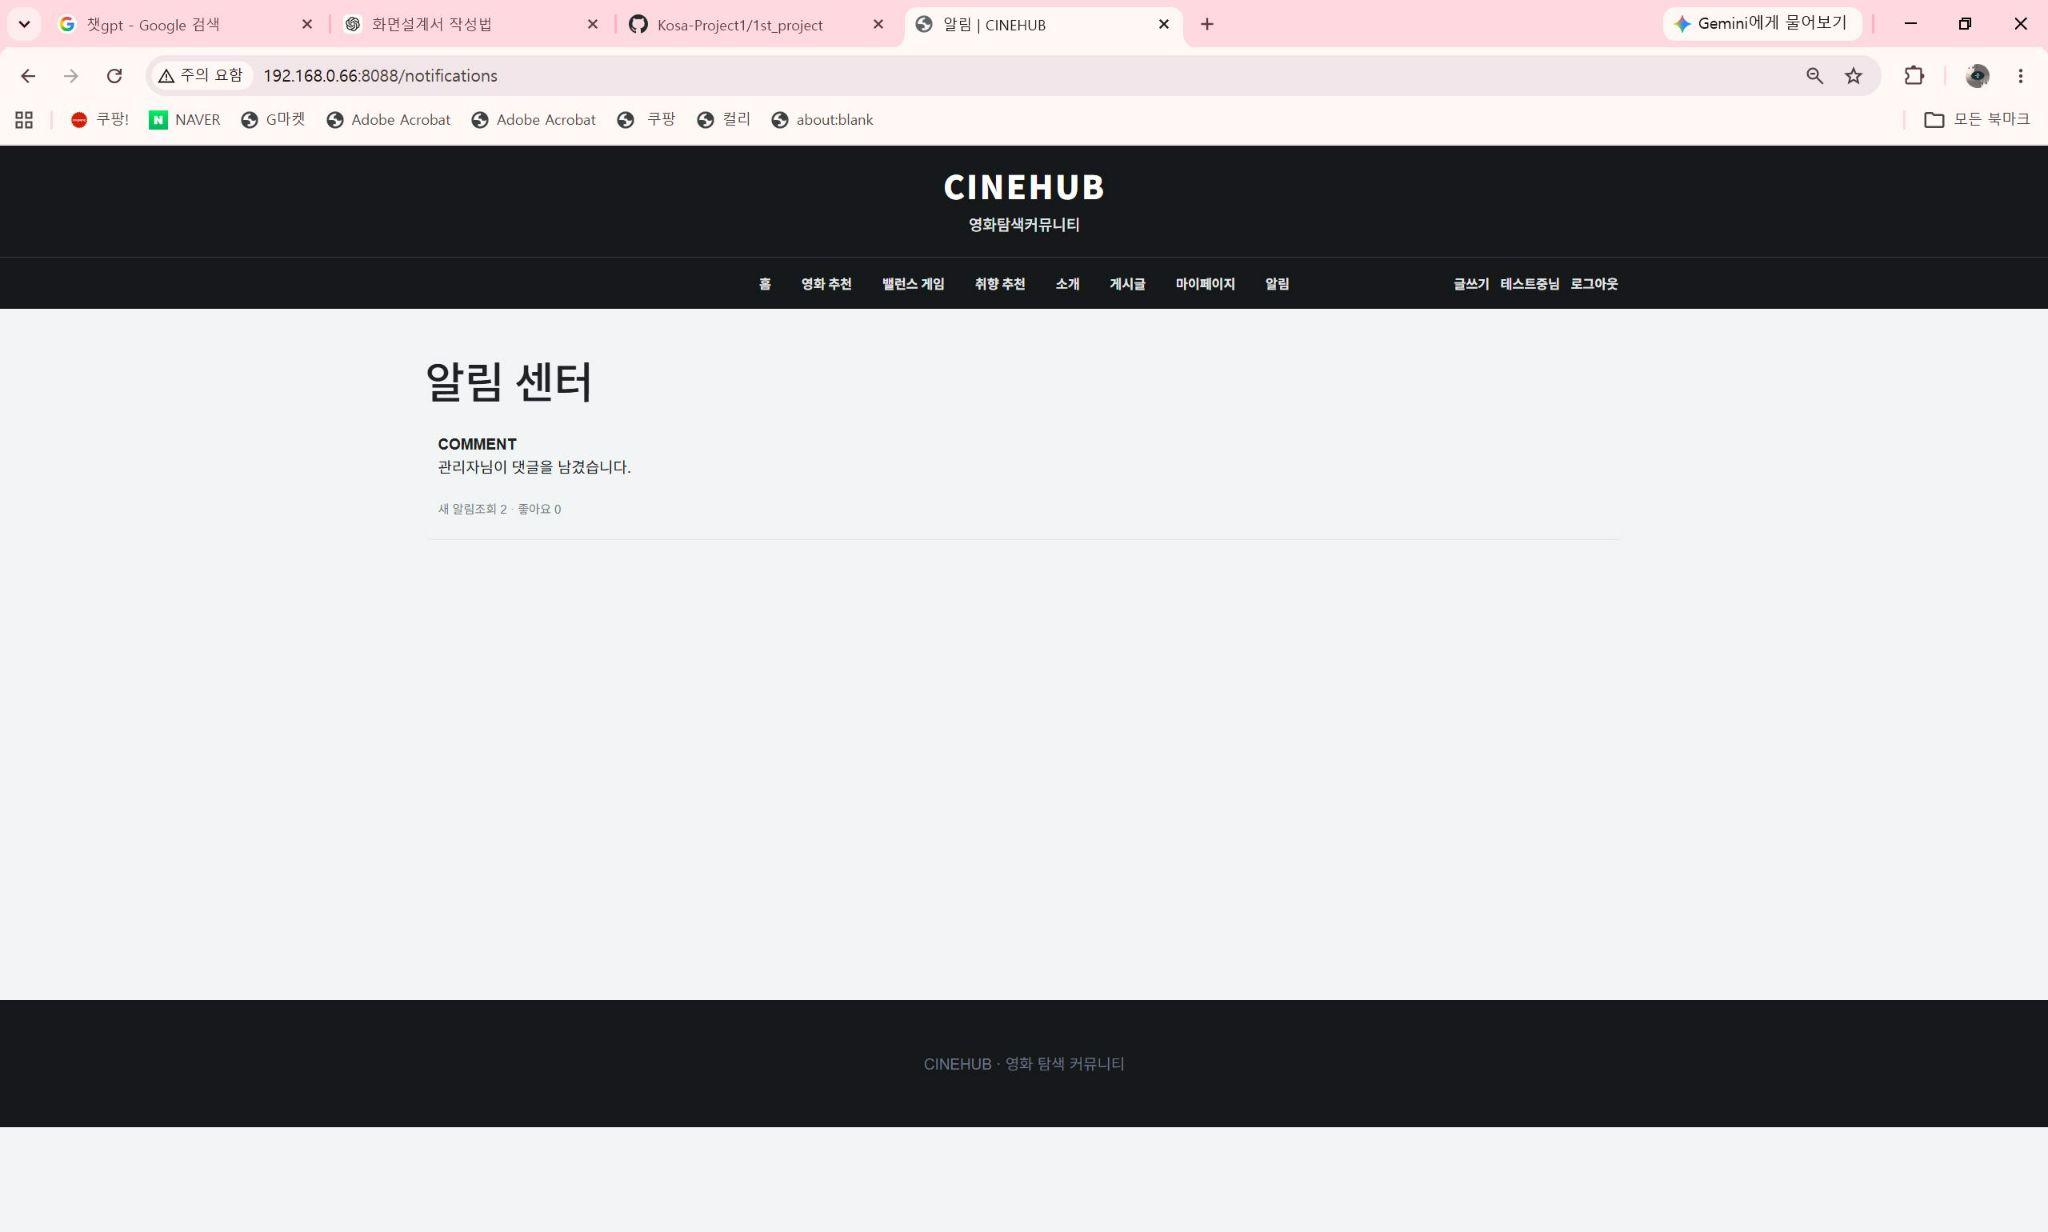 챗gpt - Google 검색
화면설계서 작성법
Kosa-Project1/1st_project
알림 | CINEHUB
Gemini에게 물어보기
주의 요함
192.168.0.66:8088/notifications
쿠팡!
NAVER
G마켓
Adobe Acrobat
Adobe Acrobat
쿠팡
컬리
about:blank
모든 북마크
CINEHUB
영화탐색커뮤니티
홈 영화 추천 밸런스 게임 취향 추천 소개 게시글 마이페이지 알림 글쓰기 테스트중님 로그아웃
알림 센터
COMMENT
관리자님이 댓글을 남겼습니다.
새 알림조회 2 · 좋아요 0
CINEHUB · 영화 탐색 커뮤니티